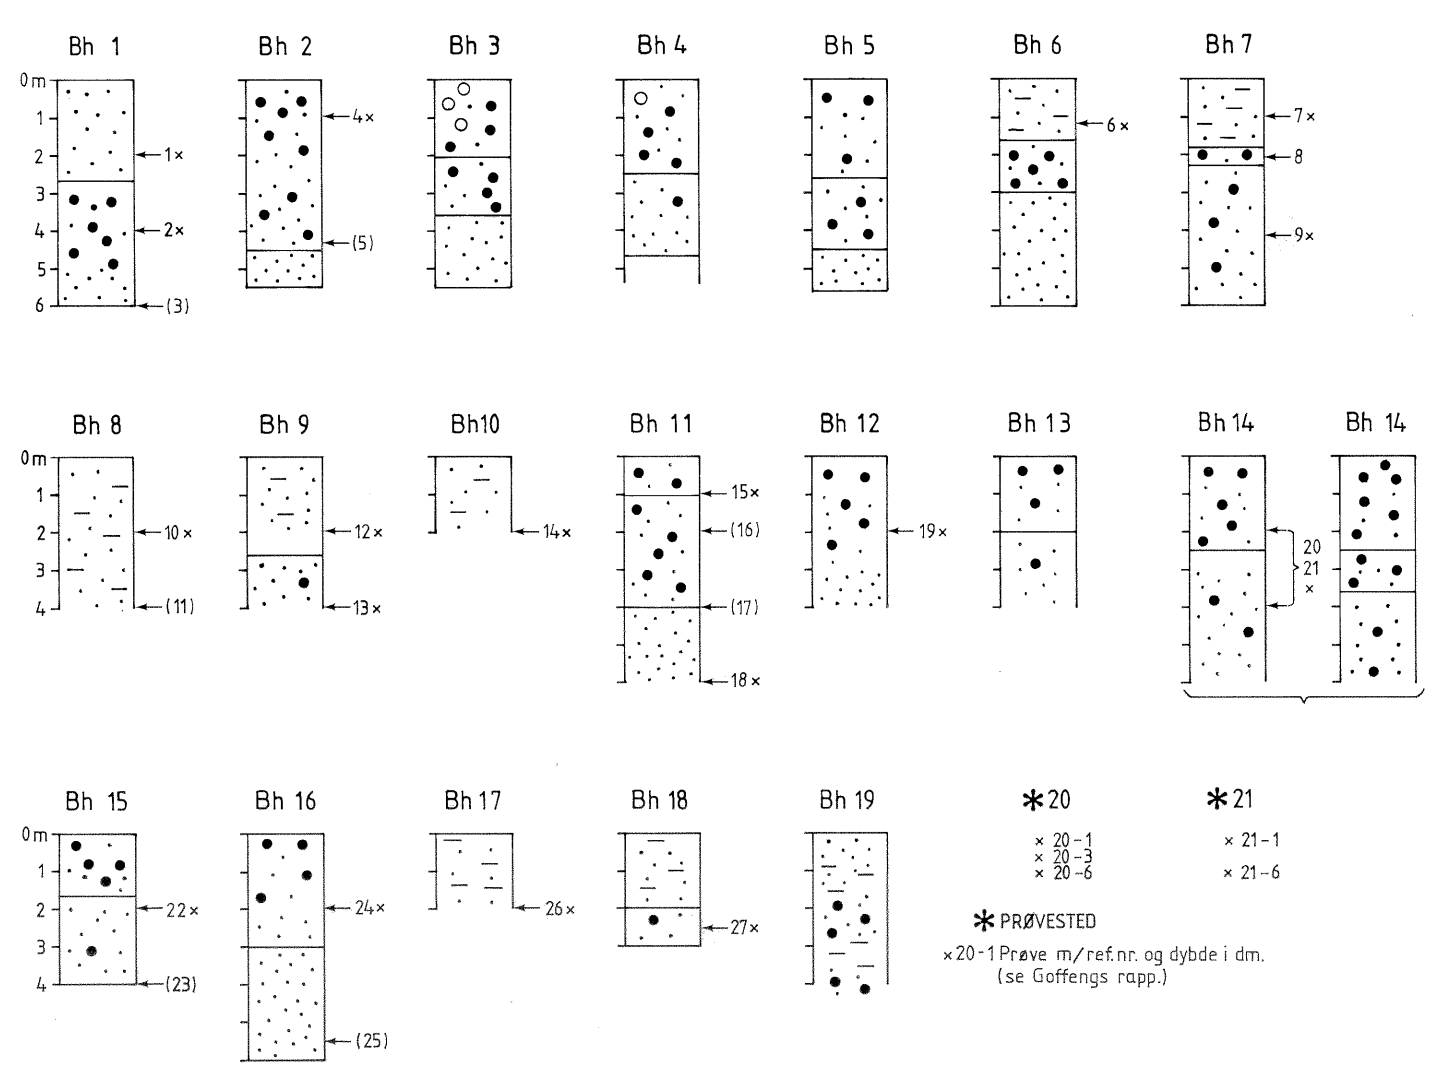 Bh 1 Bh 2 Bh 3 Bh 4 Bh 5 Bh 6 Bh 7
0m
1 4× 7×
6×
2 1× 8
3
4 2× (5) 9×
5
6 (3)
Bh 8 Bh 9 Bh10 Bh 11 Bh 12 Bh 13 Bh 14 Bh 14
0m
1 15×
2 10× 12× 14× (16) 19× 20
3 21
×
4 (11) 13× (17)
18×
Bh 15 Bh 16 Bh 17 Bh 18 Bh 19 *20 *21
0m × 20-1 × 21-1
× 20-3
1 × 20-6 × 21-6
2 22× 24× 26× 27×
* PRØVESTED
3 ×20-1 Prøve m/ref.nr. og dybde i dm.
(se Goffengs rapp.)
4 (23)
(25)